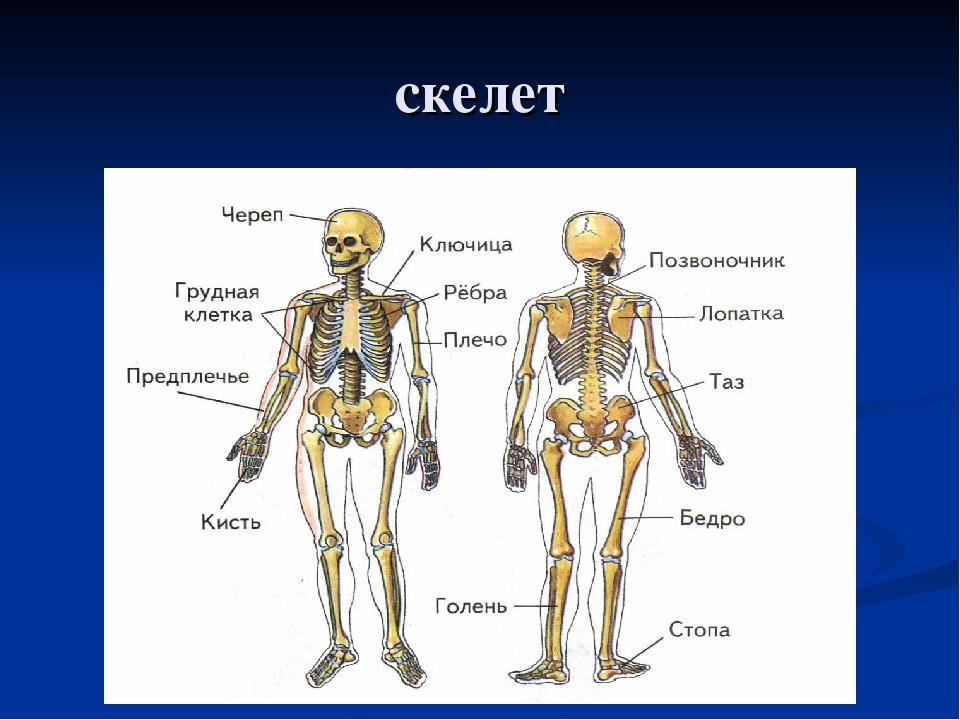 скелет
Череп
Ключица
Позвоночник
Грудная
клетка
Рёбра
Лопатка
Плечо
Предплечье
Таз
Кисть
Бедро
Голень
Стопа